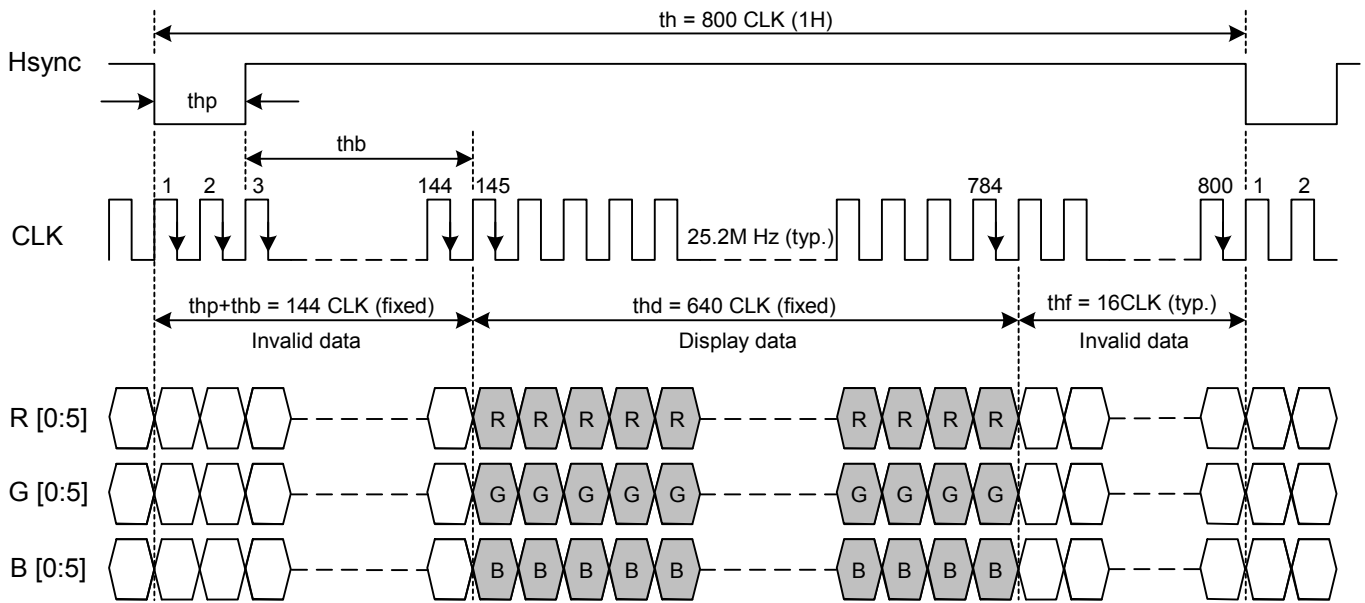 th = 800 CLK (1H)
Hsync
thp
thb
1 2 3 144 145 784 800 1 2
CLK
25.2M Hz (typ.)
thp+thb = 144 CLK (fixed) thd = 640 CLK (fixed) thf = 16CLK (typ.)
Invalid data Display data Invalid data
R [0:5] R R R R R R R R R
G [0:5] G G G G G G G G G
B [0:5] B B B B B B B B B